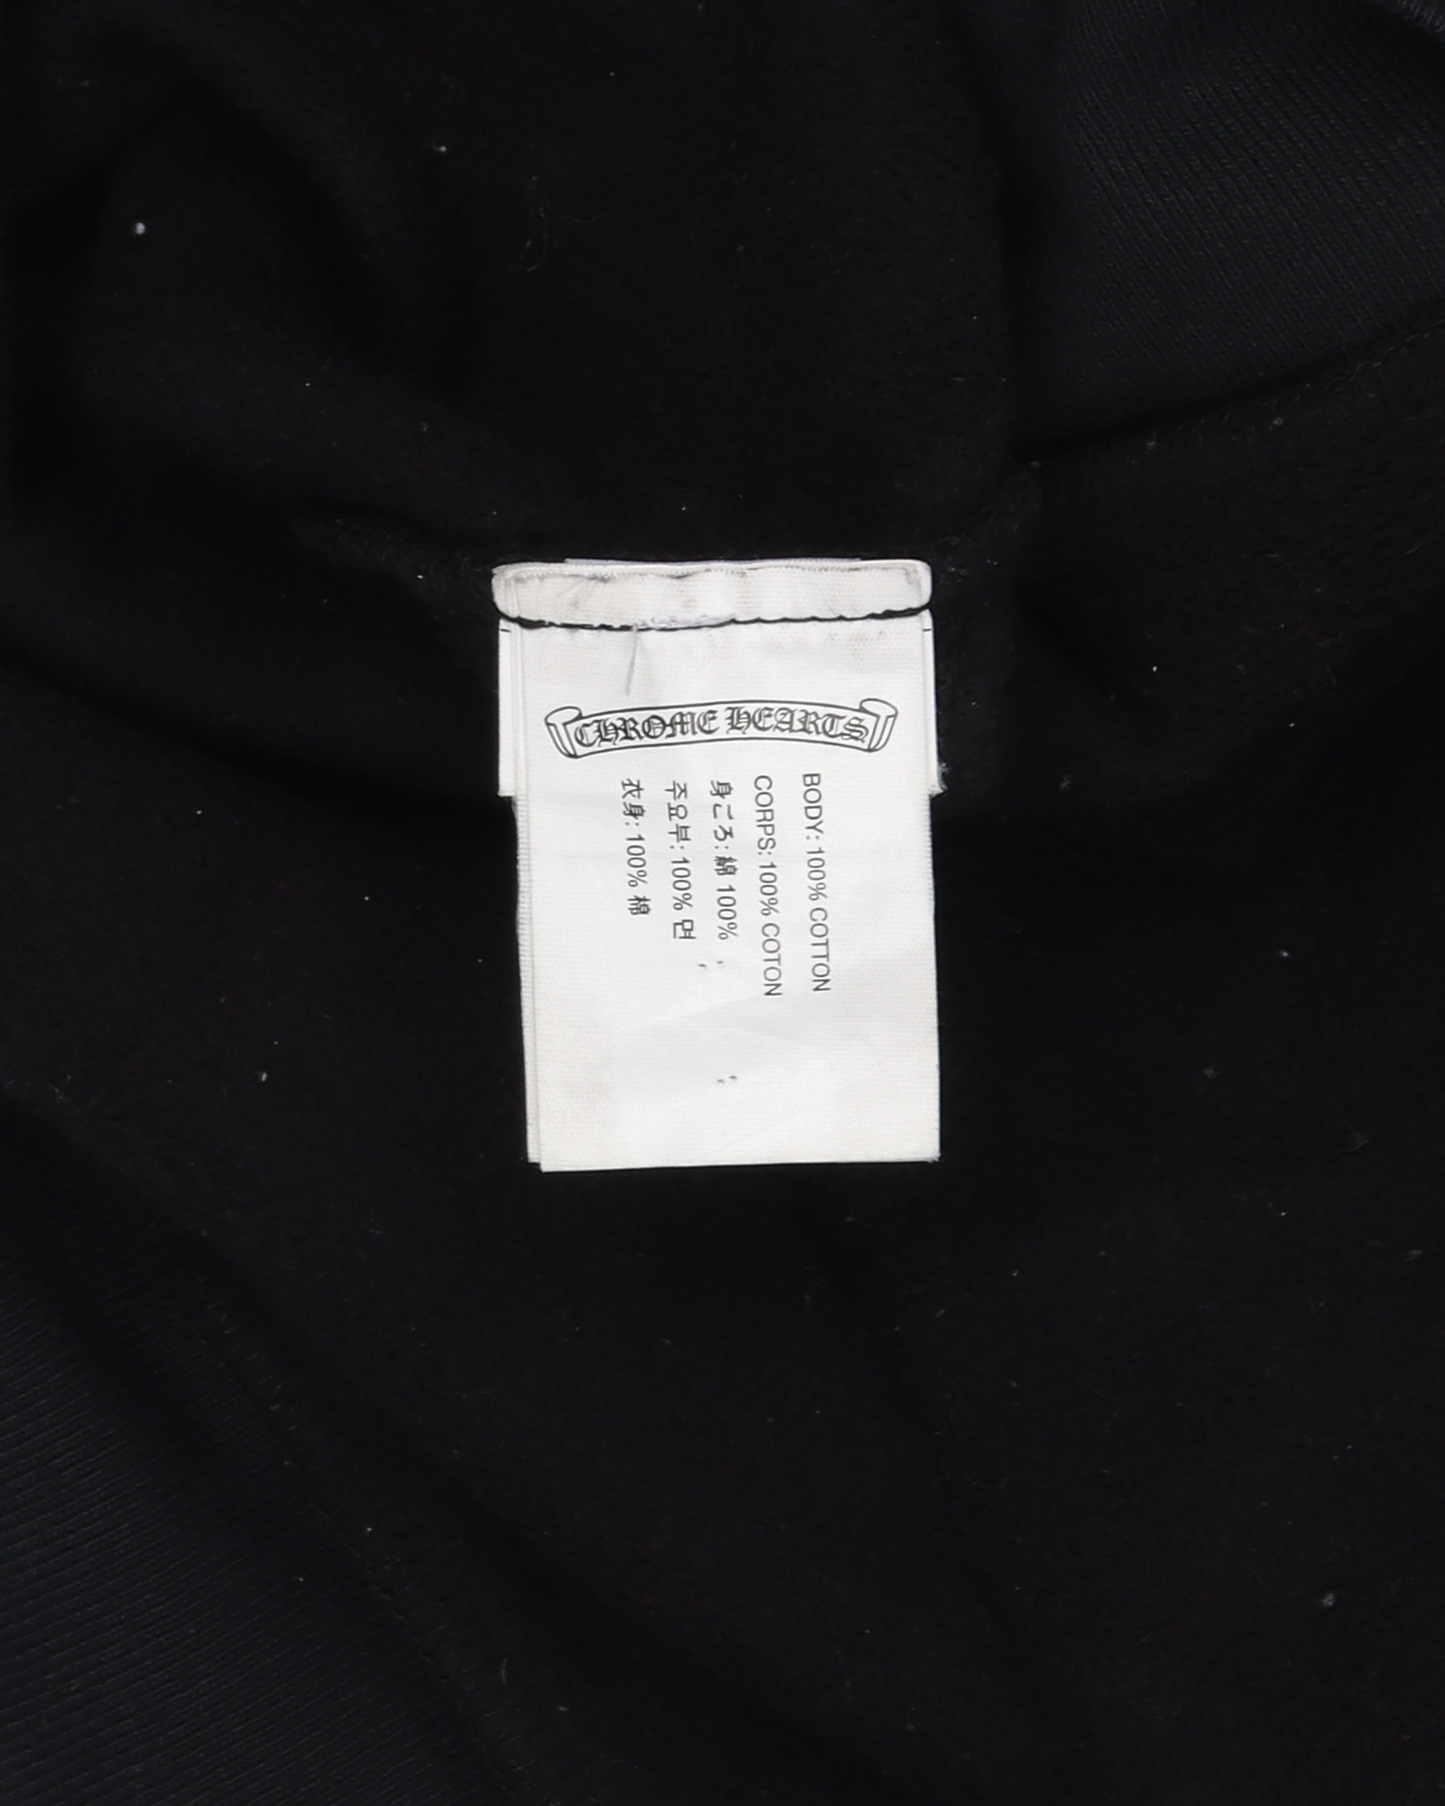 CHROME HEARTS
BODY: 100% COTTON
CORPS: 100% COTON
身ごろ: 綿 100%
주요부: 100% 면
衣身: 100% 棉